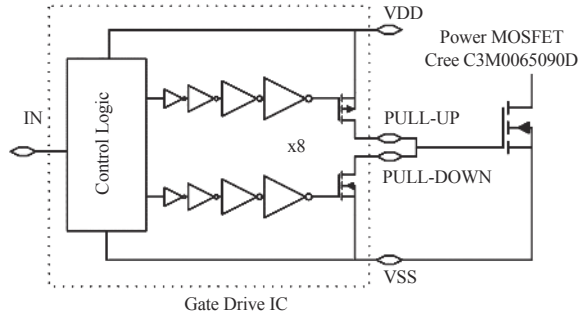 VDD
Power MOSFET
Cree C3M0065090D
IN
Control Logic
PULL-UP
x8
PULL-DOWN
VSS
Gate Drive IC